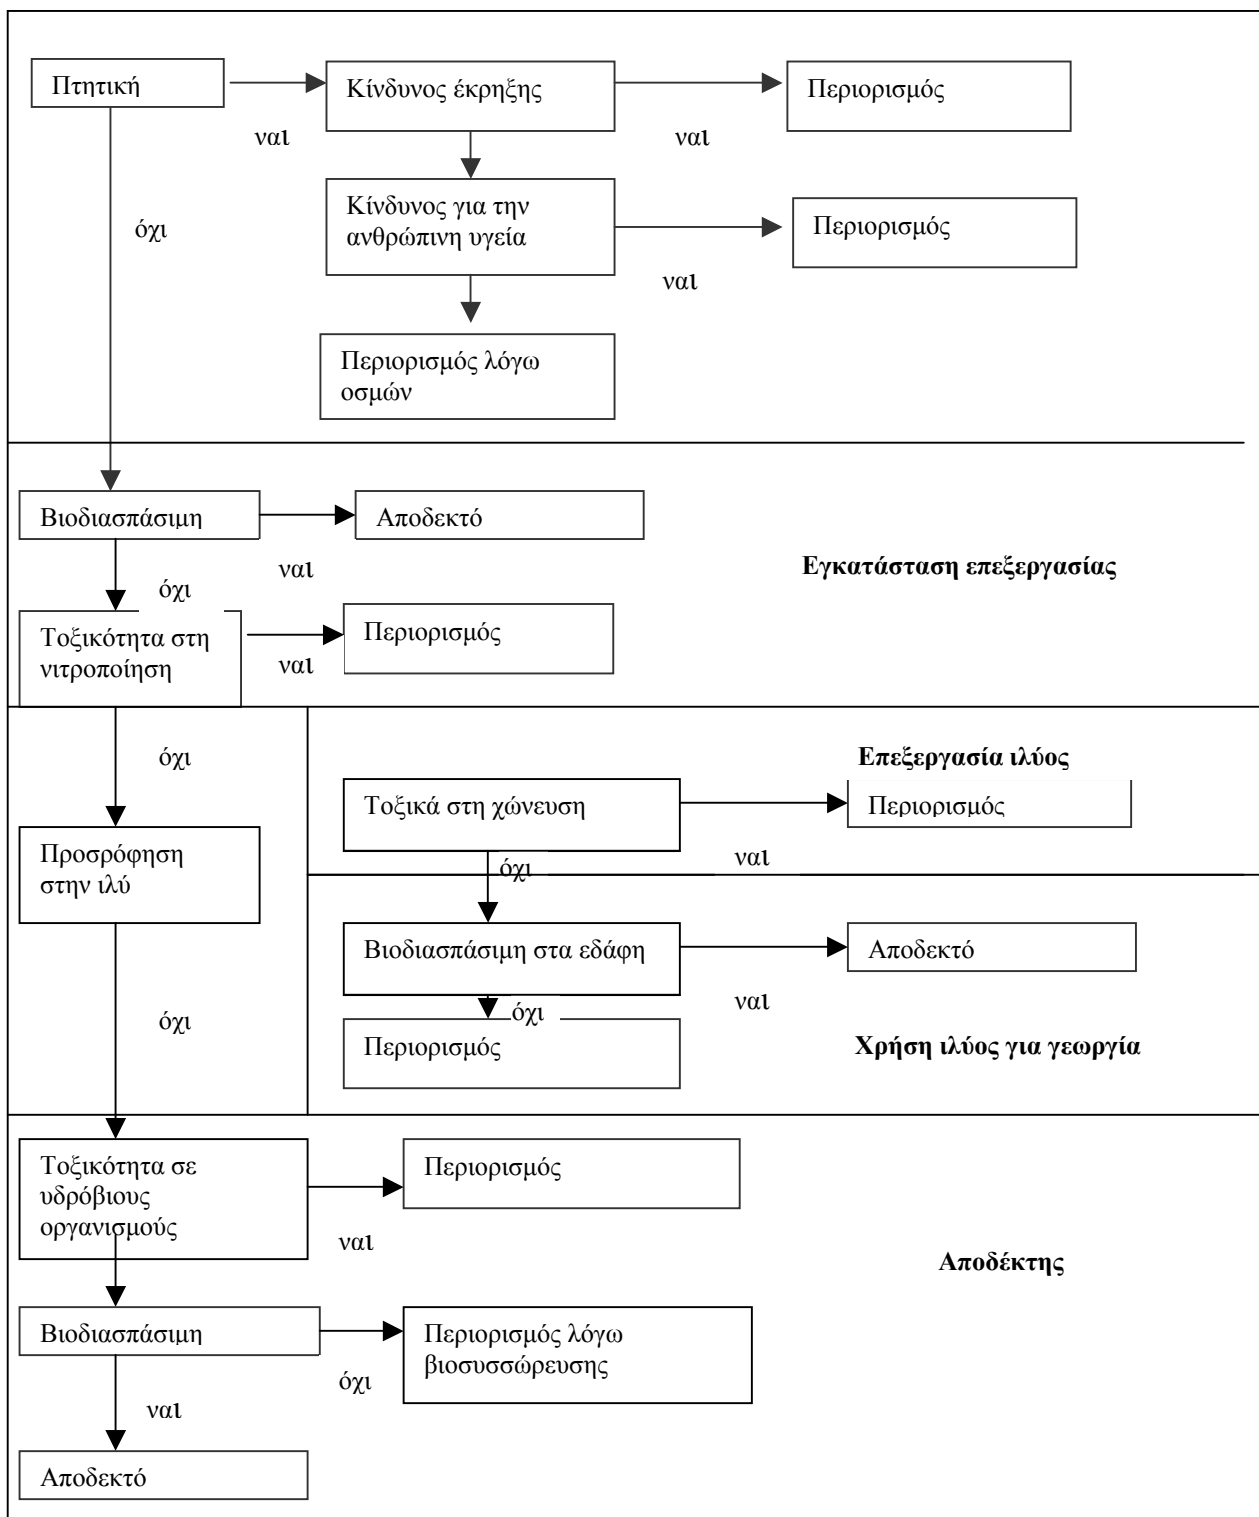 Πτητική
Κίνδυνος έκρηξης
Περιορισμός
ναι
ναι
Κίνδυνος για την
ανθρώπινη υγεία
Περιορισμός
όχι
ναι
Περιορισμός λόγω
οσμών
Βιοδιασπάσιμη
Αποδεκτό
Εγκατάσταση επεξεργασίας
ναι
όχι
Τοξικότητα στη
νιτροποίηση
Περιορισμός
ναι
όχι
Επεξεργασία ιλύος
Τοξικά στη χώνευση
Περιορισμός
Προσρόφηση
στην ιλύ
ναι
όχι
Βιοδιασπάσιμη στα εδάφη
Αποδεκτό
ναι
όχι
όχι
Περιορισμός
Χρήση ιλύος για γεωργία
Τοξικότητα σε
υδρόβιους
οργανισμούς
Περιορισμός
ναι
Αποδέκτης
Βιοδιασπάσιμη
Περιορισμός λόγω
βιοσυσσώρευσης
όχι
ναι
Αποδεκτό